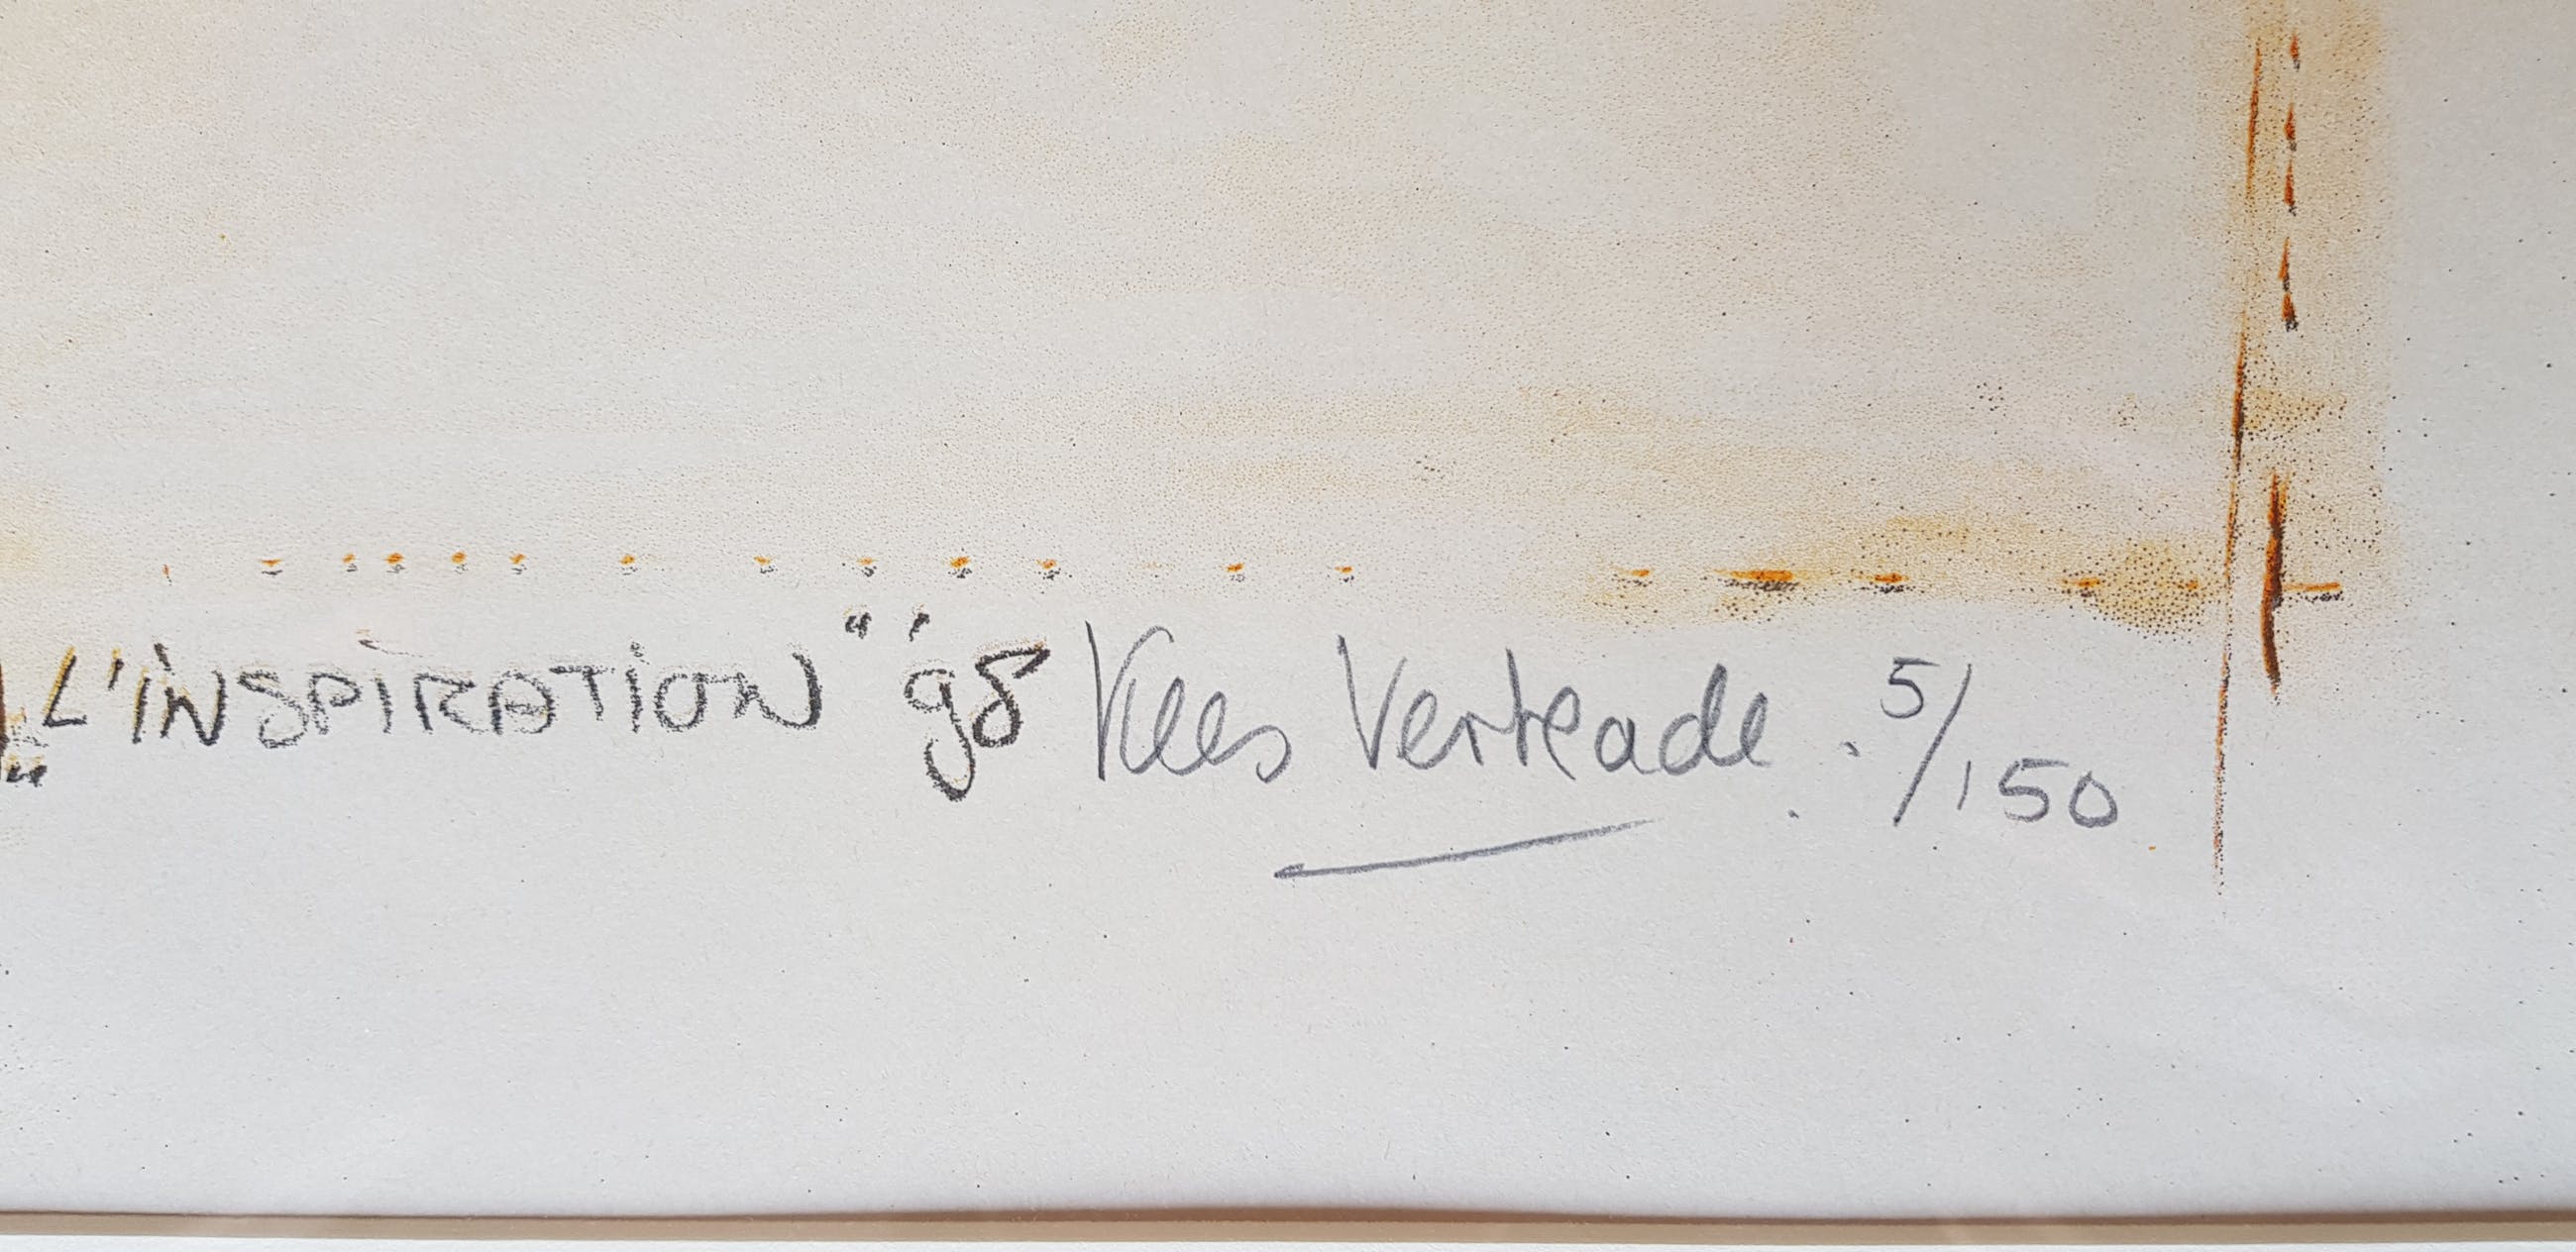 „L'INSPIRATION" '98 Kees Verkade. 5/150